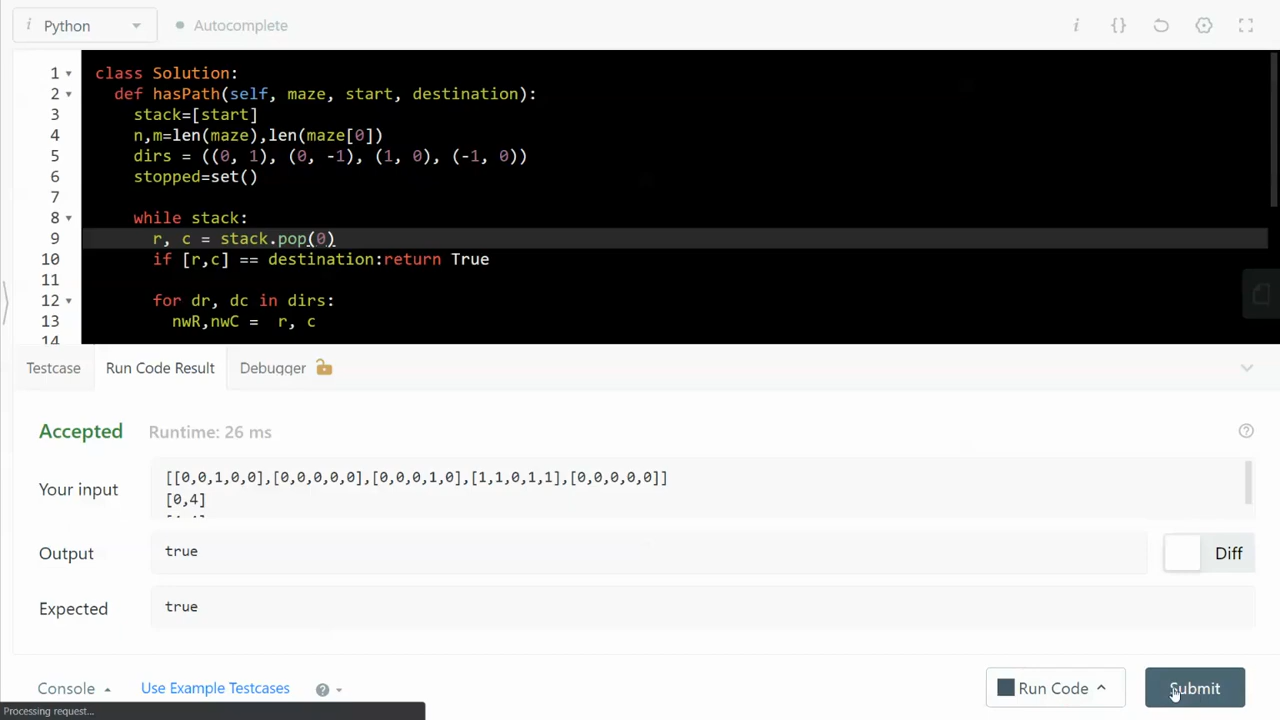 i Python Autocomplete i {}
1 class Solution:
2 def hasPath(self, maze, start, destination):
3 stack=[start]
4 n,m=len(maze),len(maze[0])
5 dirs = ((0, 1), (0, -1), (1, 0), (-1, 0))
6 stopped=set()
7
8 while stack:
9 r, c = stack.pop(0)
10 if [r,c] == destination:return True
11
12 for dr, dc in dirs:
13 nwR,nwC = r, c
14
Testcase Run Code Result Debugger
Accepted Runtime: 26 ms ?
Your input
[[0,0,1,0,0],[0,0,0,0,0],[0,0,0,1,0],[1,1,0,1,1],[0,0,0,0,0]]
[0,4]
Output true Diff
Expected true
Console Use Example Testcases ? Run Code Submit
Processing request...